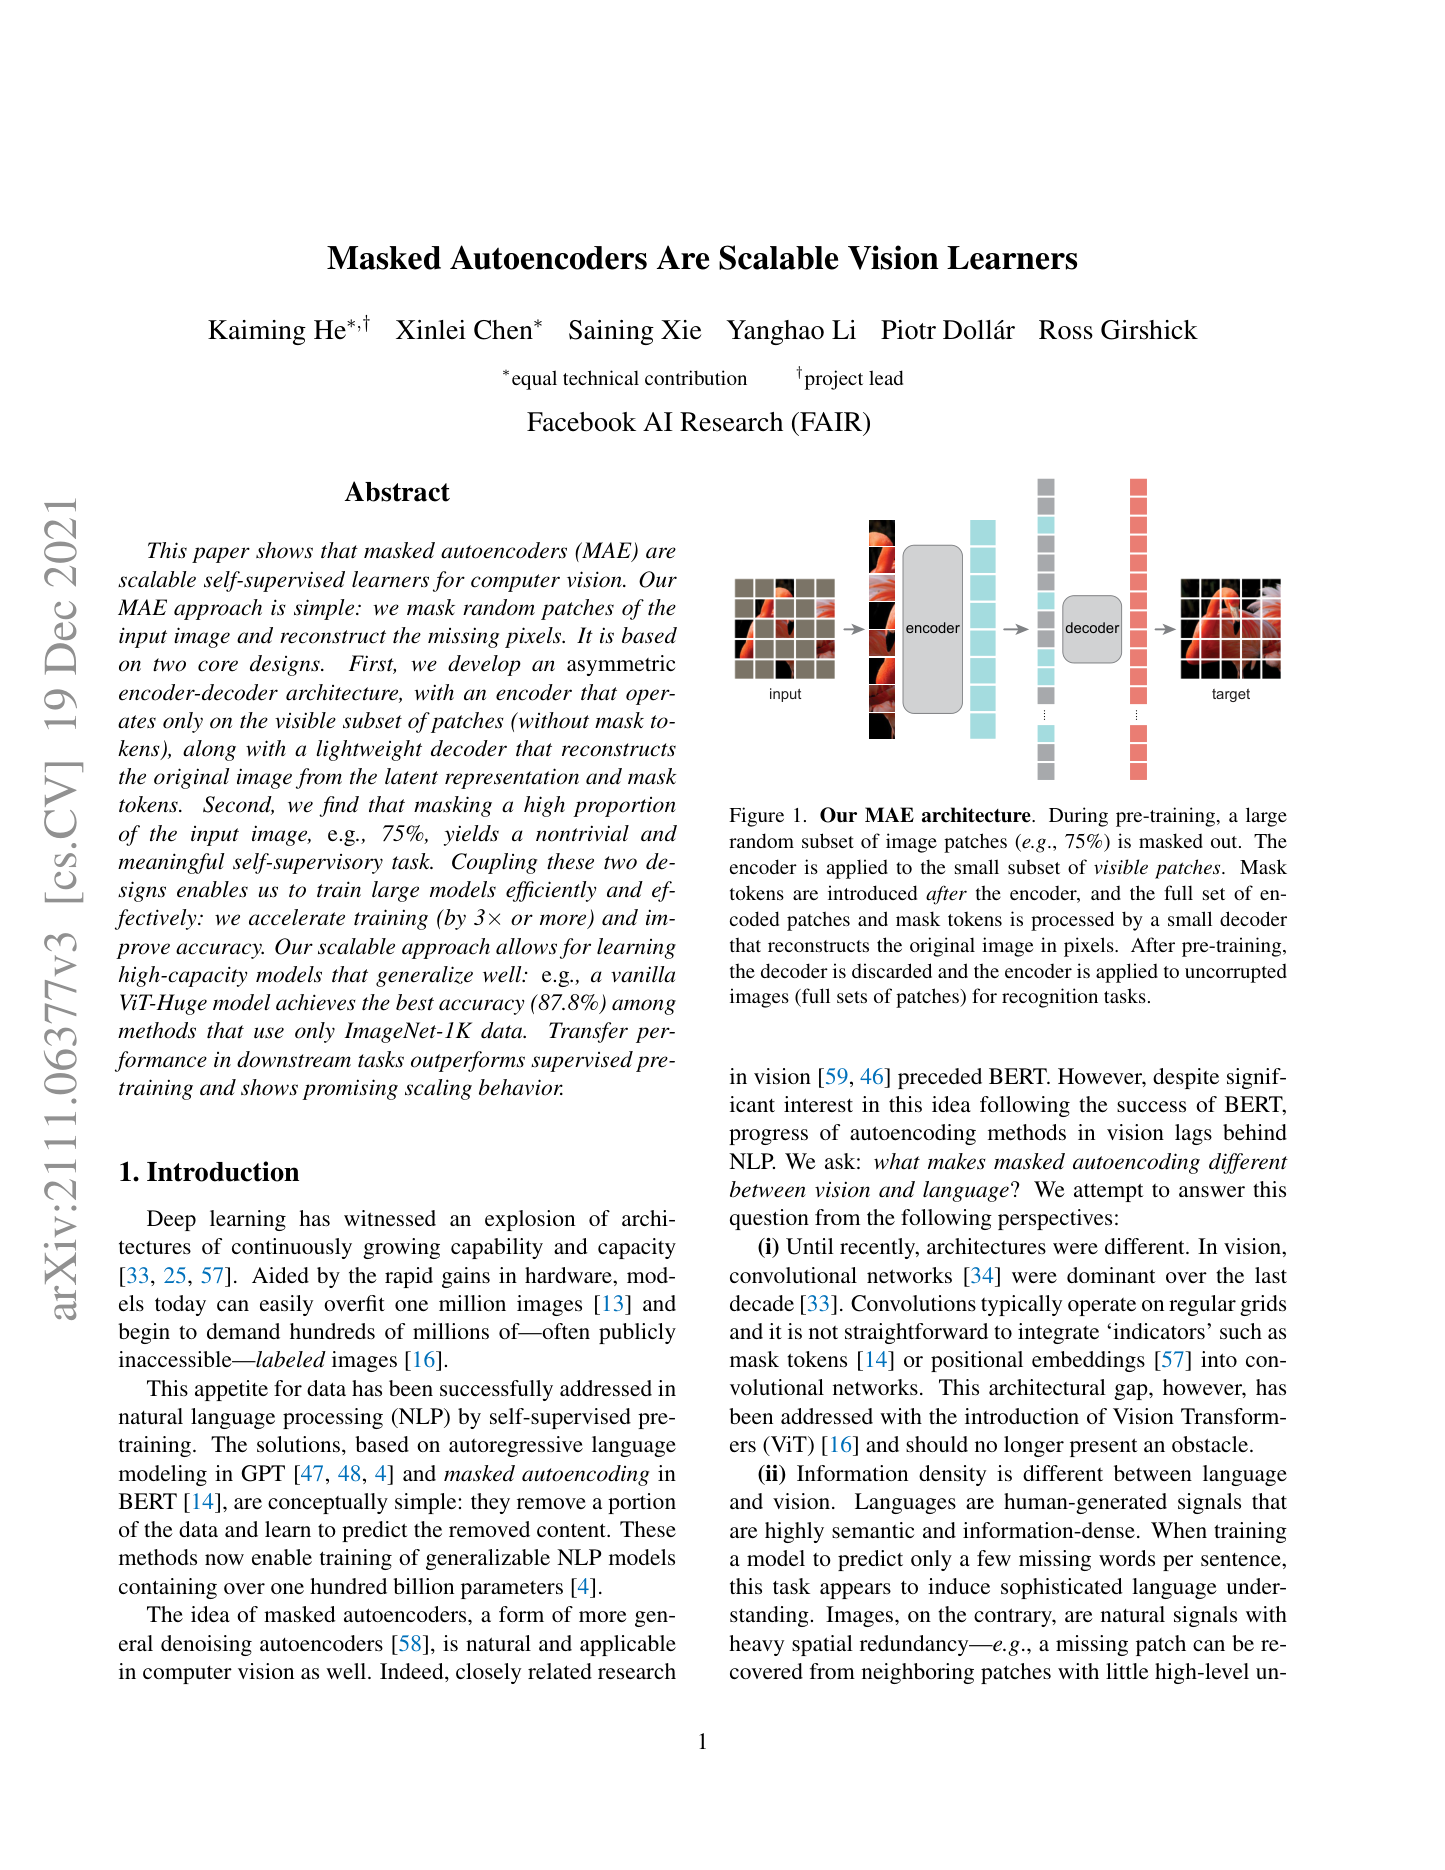 Masked Autoencoders Are Scalable Vision Learners
Kaiming He*,† Xinlei Chen* Saining Xie Yanghao Li Piotr Dollár Ross Girshick
*equal technical contribution †project lead
Facebook AI Research (FAIR)
arXiv:2111.06377v3 [cs.CV] 19 Dec 2021
Abstract
This paper shows that masked autoencoders (MAE) are
scalable self-supervised learners for computer vision. Our
MAE approach is simple: we mask random patches of the
input image and reconstruct the missing pixels. It is based
on two core designs. First, we develop an asymmetric
encoder-decoder architecture, with an encoder that oper-
ates only on the visible subset of patches (without mask to-
kens), along with a lightweight decoder that reconstructs
the original image from the latent representation and mask
tokens. Second, we find that masking a high proportion
of the input image, e.g., 75%, yields a nontrivial and
meaningful self-supervisory task. Coupling these two de-
signs enables us to train large models efficiently and ef-
fectively: we accelerate training (by 3× or more) and im-
prove accuracy. Our scalable approach allows for learning
high-capacity models that generalize well: e.g., a vanilla
ViT-Huge model achieves the best accuracy (87.8%) among
methods that use only ImageNet-1K data. Transfer per-
formance in downstream tasks outperforms supervised pre-
training and shows promising scaling behavior.
1. Introduction
Deep learning has witnessed an explosion of archi-
tectures of continuously growing capability and capacity
[33, 25, 57]. Aided by the rapid gains in hardware, mod-
els today can easily overfit one million images [13] and
begin to demand hundreds of millions of—often publicly
inaccessible—labeled images [16].
This appetite for data has been successfully addressed in
natural language processing (NLP) by self-supervised pre-
training. The solutions, based on autoregressive language
modeling in GPT [47, 48, 4] and masked autoencoding in
BERT [14], are conceptually simple: they remove a portion
of the data and learn to predict the removed content. These
methods now enable training of generalizable NLP models
containing over one hundred billion parameters [4].
The idea of masked autoencoders, a form of more gen-
eral denoising autoencoders [58], is natural and applicable
in computer vision as well. Indeed, closely related research
input
encoder
decoder
target
Figure 1. Our MAE architecture. During pre-training, a large
random subset of image patches (e.g., 75%) is masked out. The
encoder is applied to the small subset of visible patches. Mask
tokens are introduced after the encoder, and the full set of en-
coded patches and mask tokens is processed by a small decoder
that reconstructs the original image in pixels. After pre-training,
the decoder is discarded and the encoder is applied to uncorrupted
images (full sets of patches) for recognition tasks.
in vision [59, 46] preceded BERT. However, despite signif-
icant interest in this idea following the success of BERT,
progress of autoencoding methods in vision lags behind
NLP. We ask: what makes masked autoencoding different
between vision and language? We attempt to answer this
question from the following perspectives:
(i) Until recently, architectures were different. In vision,
convolutional networks [34] were dominant over the last
decade [33]. Convolutions typically operate on regular grids
and it is not straightforward to integrate ‘indicators’ such as
mask tokens [14] or positional embeddings [57] into con-
volutional networks. This architectural gap, however, has
been addressed with the introduction of Vision Transform-
ers (ViT) [16] and should no longer present an obstacle.
(ii) Information density is different between language
and vision. Languages are human-generated signals that
are highly semantic and information-dense. When training
a model to predict only a few missing words per sentence,
this task appears to induce sophisticated language under-
standing. Images, on the contrary, are natural signals with
heavy spatial redundancy—e.g., a missing patch can be re-
covered from neighboring patches with little high-level un-
1